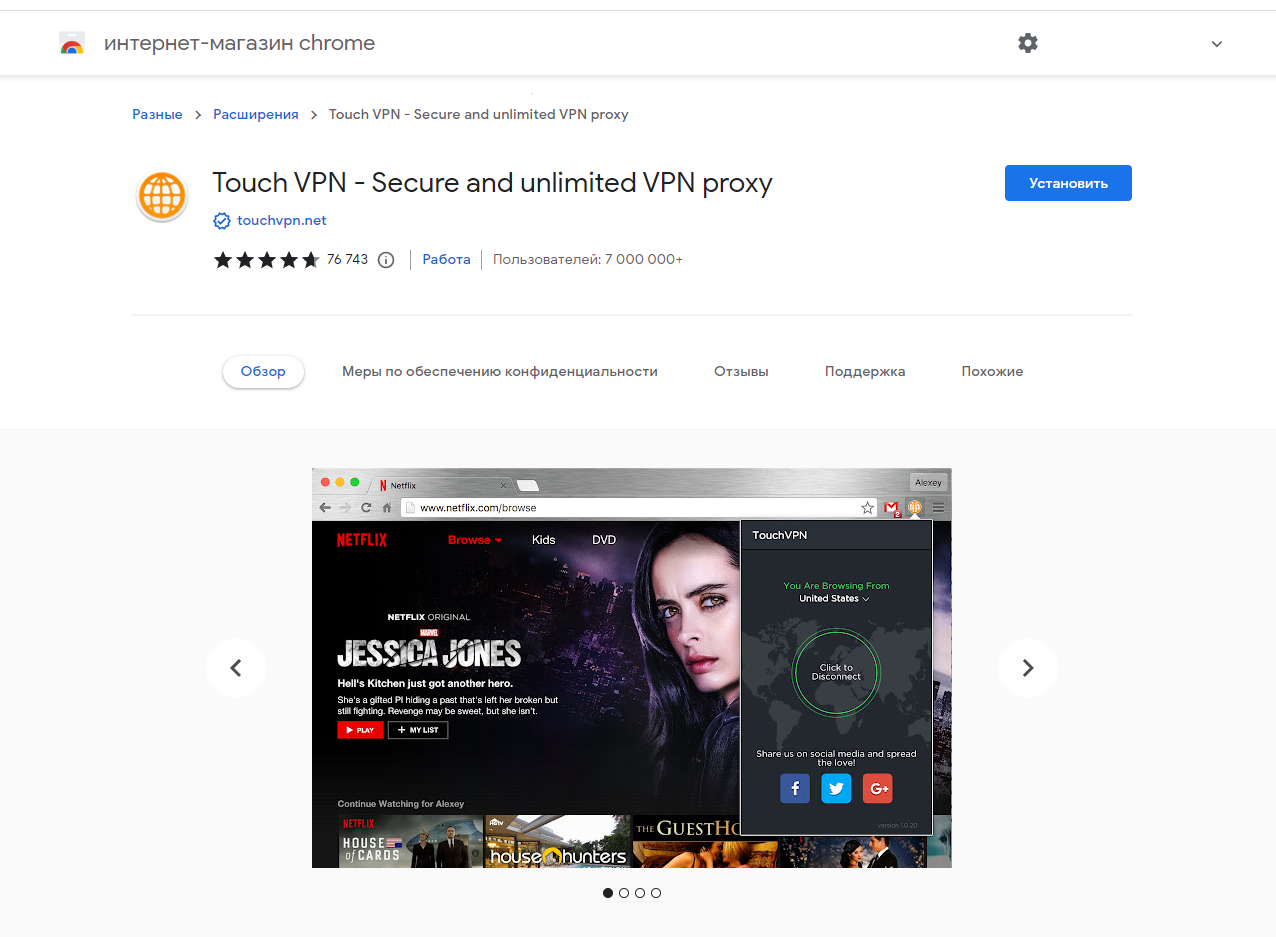 интернет-магазин chrome
Разные > Расширения > Touch VPN - Secure and unlimited VPN proxy
Touch VPN - Secure and unlimited VPN proxy
Установить
touchvpn.net
76 743
Работа
Пользователей: 7 000 000+
Обзор
Меры по обеспечению конфиденциальности
Отзывы
Поддержка
Похожие
Netflix
Alexey
www.netflix.com/browse
2
NETFLIX
Browse
Kids
DVD
TouchVPN
You Are Browsing From
United States
Click to
Disconnect
Share us on social media and spread
the love!
f
G+
version 1.0.20
NETFLIX ORIGINAL
MARVEL
JESSICA JONES
Hell's Kitchen just got another hero.
She's a gifted PI hiding a past that's left her broken but
still fighting. Revenge may be sweet, but she isn't.
PLAY
+ MY LIST
Continue Watching for Alexey
NETFLIX
HOUSE
of CARDS
HGTV
house hunters
THE GUESTHO